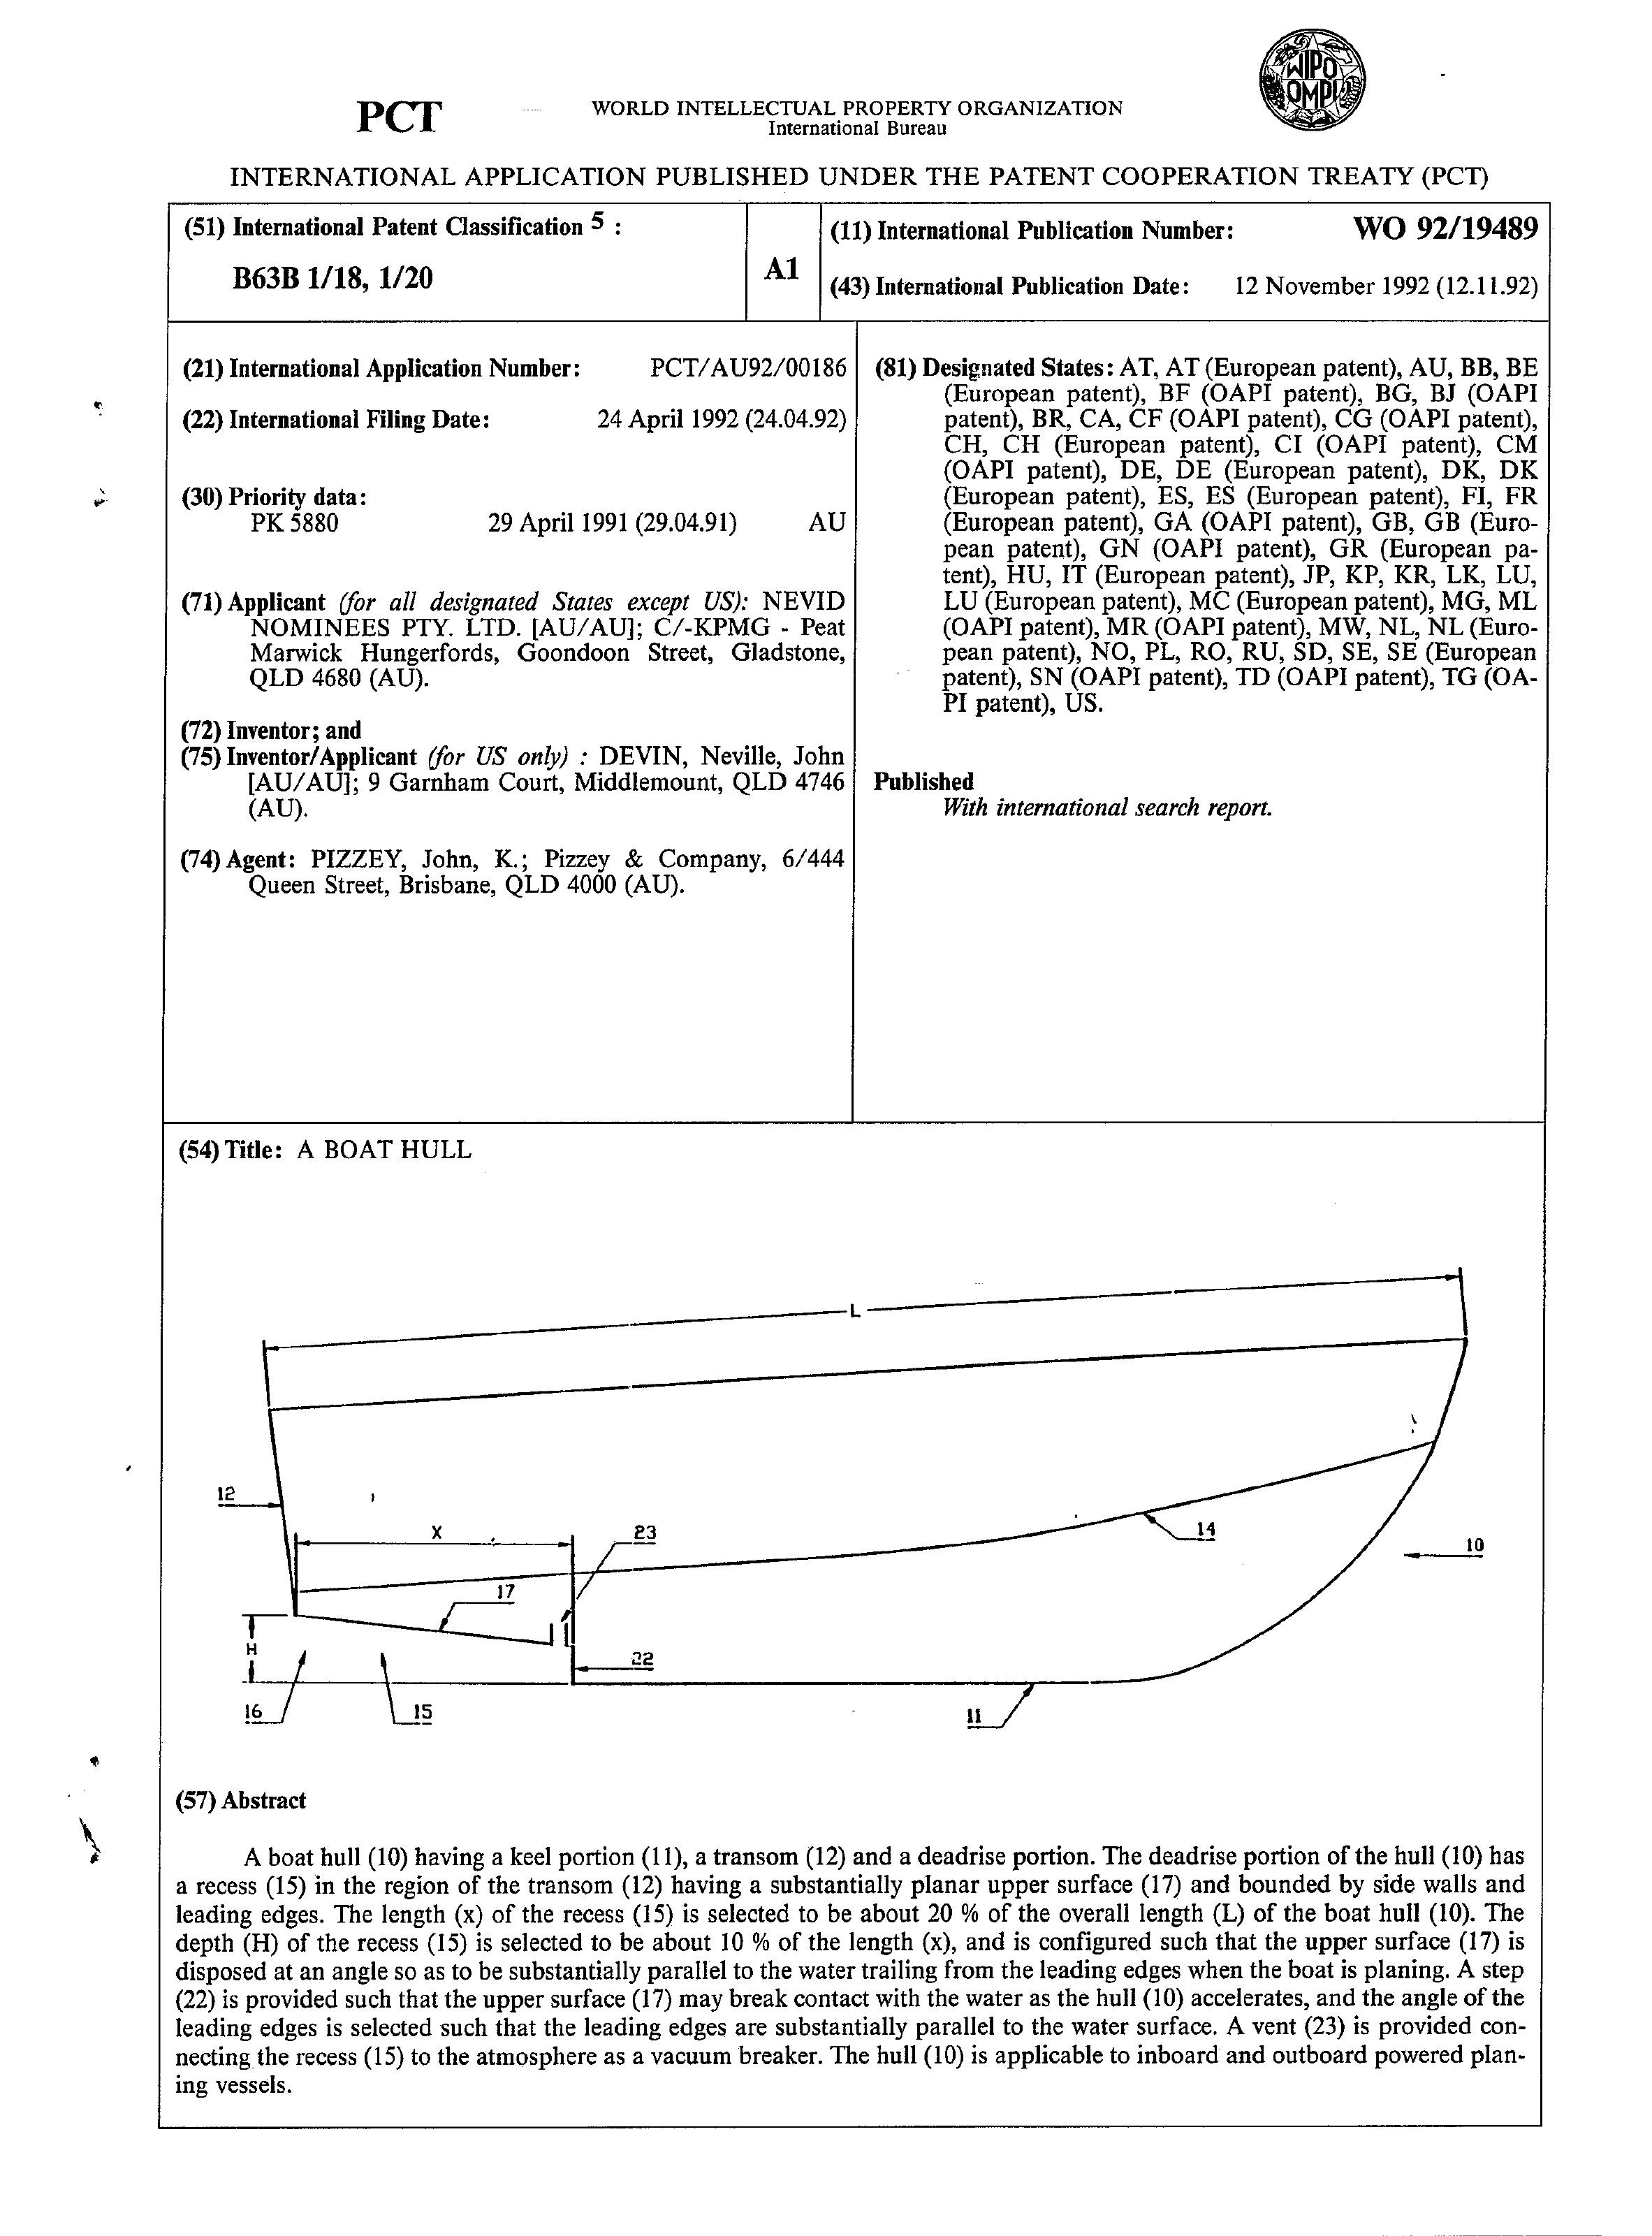 WIPO
OMPI
PCT
WORLD INTELLECTUAL PROPERTY ORGANIZATION
International Bureau
INTERNATIONAL APPLICATION PUBLISHED UNDER THE PATENT COOPERATION TREATY (PCT)
(51) International Patent Classification 5 :
B63B 1/18, 1/20
A1
(11) International Publication Number: WO 92/19489
(43) International Publication Date: 12 November 1992 (12.11.92)
(21) International Application Number: PCT/AU92/00186
(22) International Filing Date: 24 April 1992 (24.04.92)
(30) Priority data:
PK 5880 29 April 1991 (29.04.91) AU
(71) Applicant (for all designated States except US): NEVID
NOMINEES PTY. LTD. [AU/AU]; C/-KPMG - Peat
Marwick Hungerfords, Goondoon Street, Gladstone,
QLD 4680 (AU).
(72) Inventor; and
(75) Inventor/Applicant (for US only) : DEVIN, Neville, John
[AU/AU]; 9 Garnham Court, Middlemount, QLD 4746
(AU).
(74) Agent: PIZZEY, John, K.; Pizzey & Company, 6/444
Queen Street, Brisbane, QLD 4000 (AU).
(81) Designated States: AT, AT (European patent), AU, BB, BE
(European patent), BF (OAPI patent), BG, BJ (OAPI
patent), BR, CA, CF (OAPI patent), CG (OAPI patent),
CH, CH (European patent), CI (OAPI patent), CM
(OAPI patent), DE, DE (European patent), DK, DK
(European patent), ES, ES (European patent), FI, FR
(European patent), GA (OAPI patent), GB, GB (Euro-
pean patent), GN (OAPI patent), GR (European pa-
tent), HU, IT (European patent), JP, KP, KR, LK, LU,
LU (European patent), MC (European patent), MG, ML
(OAPI patent), MR (OAPI patent), MW, NL, NL (Euro-
pean patent), NO, PL, RO, RU, SD, SE, SE (European
patent), SN (OAPI patent), TD (OAPI patent), TG (OA-
PI patent), US.
Published
With international search report.
(54) Title: A BOAT HULL
L
12
X
23
14
10
17
H
22
16
15
11
(57) Abstract
A boat hull (10) having a keel portion (11), a transom (12) and a deadrise portion. The deadrise portion of the hull (10) has
a recess (15) in the region of the transom (12) having a substantially planar upper surface (17) and bounded by side walls and
leading edges. The length (x) of the recess (15) is selected to be about 20 % of the overall length (L) of the boat hull (10). The
depth (H) of the recess (15) is selected to be about 10 % of the length (x), and is configured such that the upper surface (17) is
disposed at an angle so as to be substantially parallel to the water trailing from the leading edges when the boat is planing. A step
(22) is provided such that the upper surface (17) may break contact with the water as the hull (10) accelerates, and the angle of the
leading edges is selected such that the leading edges are substantially parallel to the water surface. A vent (23) is provided con-
necting the recess (15) to the atmosphere as a vacuum breaker. The hull (10) is applicable to inboard and outboard powered plan-
ing vessels.